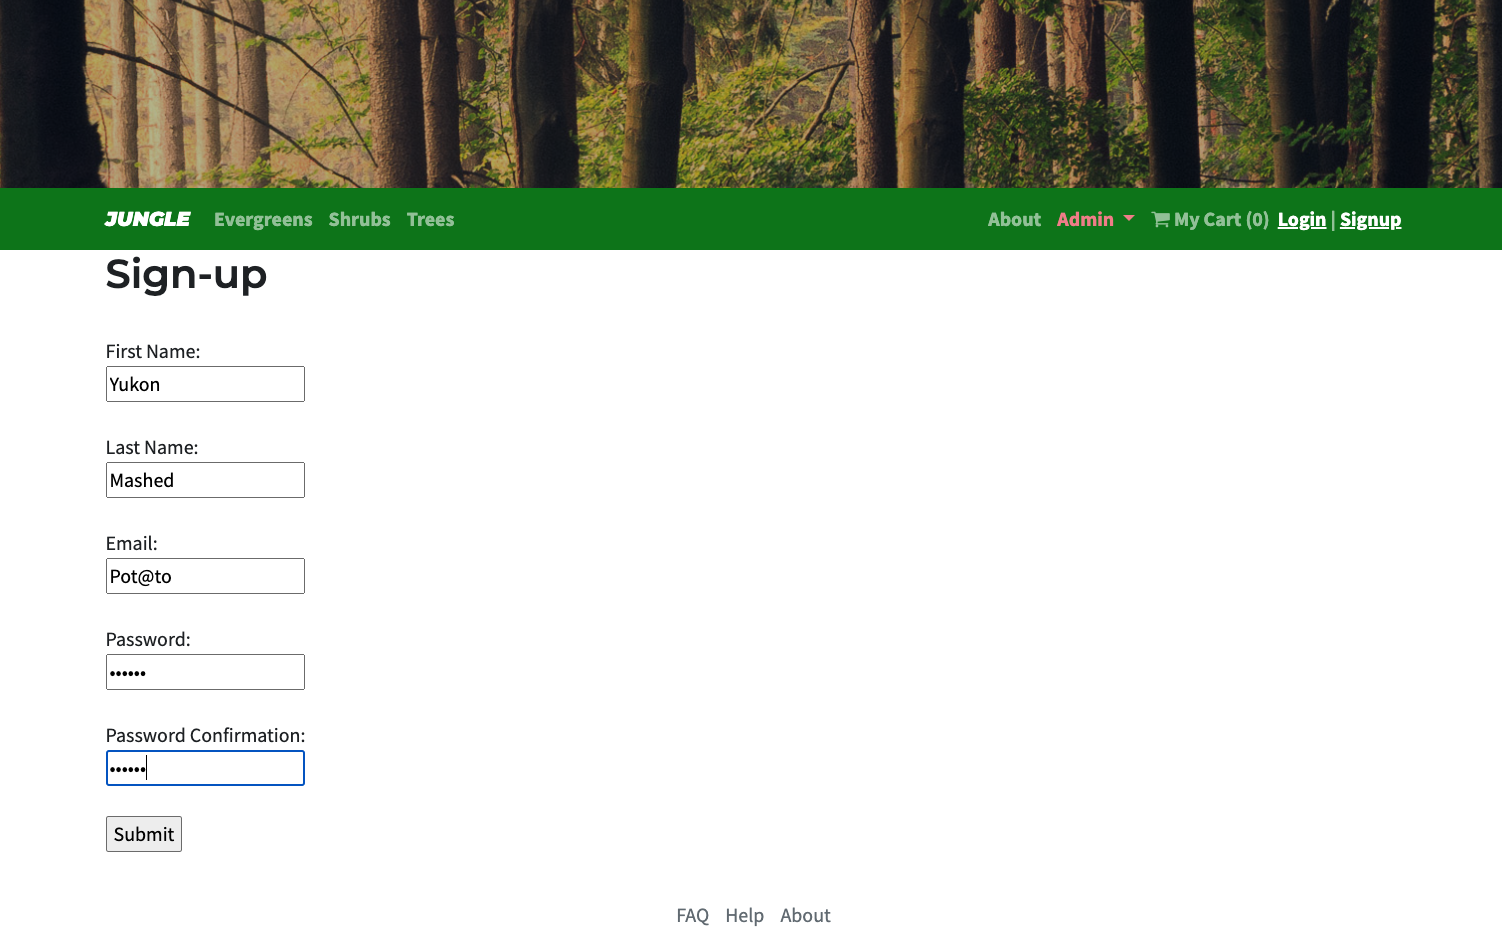 JUNGLE Evergreens Shrubs Trees About Admin My Cart (0) Login | Signup
Sign-up
First Name:
Yukon
Last Name:
Mashed
Email:
Pot@to
Password:
••••••
Password Confirmation:
••••••
Submit
FAQ Help About